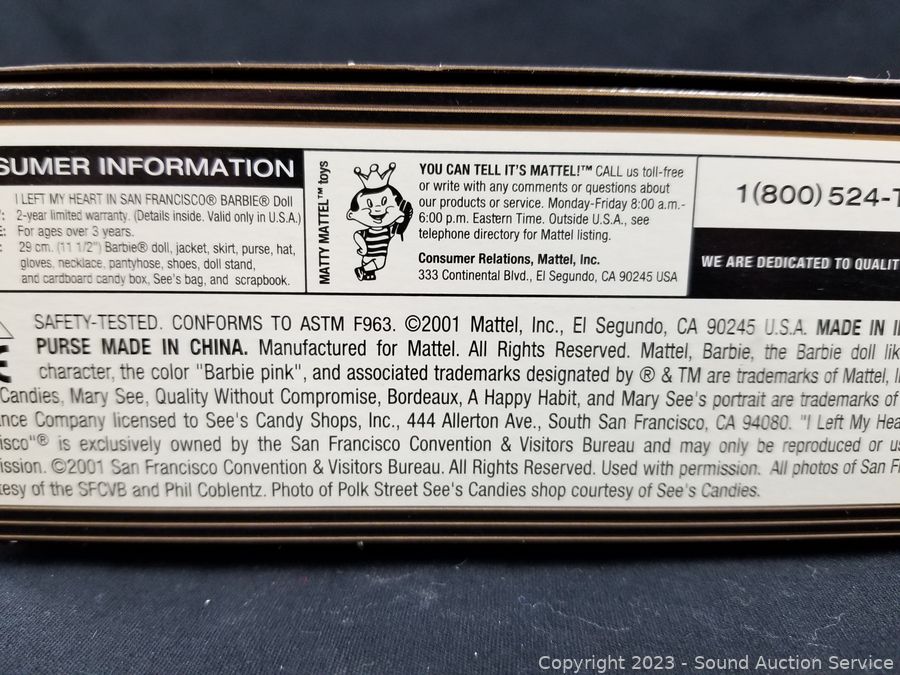 SUMER INFORMATION
I LEFT MY HEART IN SAN FRANCISCO® BARBIE® Doll
2-year limited warranty. (Details inside. Valid only in U.S.A.)
For ages over 3 years.
29 cm. (11 1/2") Barbie® doll, jacket, skirt, purse, hat,
gloves, necklace, pantyhose, shoes, doll stand,
and cardboard candy box, See's bag, and scrapbook.
MATTY MATTEL™ toys
YOU CAN TELL IT'S MATTEL!™ CALL us toll-free
or write with any comments or questions about
our products or service. Monday-Friday 8:00 a.m.-
6:00 p.m. Eastern Time. Outside U.S.A., see
telephone directory for Mattel listing.
Consumer Relations, Mattel, Inc.
333 Continental Blvd., El Segundo, CA 90245 USA
1(800) 524-T
WE ARE DEDICATED TO QUALIT
SAFETY-TESTED. CONFORMS TO ASTM F963. ©2001 Mattel, Inc., El Segundo, CA 90245 U.S.A. MADE IN I
PURSE MADE IN CHINA. Manufactured for Mattel. All Rights Reserved. Mattel, Barbie, the Barbie doll lik
character, the color "Barbie pink", and associated trademarks designated by ® & TM are trademarks of Mattel, I
Candies, Mary See, Quality Without Compromise, Bordeaux, A Happy Habit, and Mary See's portrait are trademarks of
nce Company licensed to See's Candy Shops, Inc., 444 Allerton Ave., South San Francisco, CA 94080. "I Left My Hea
isco"® is exclusively owned by the San Francisco Convention & Visitors Bureau and may only be reproduced or us
ission. ©2001 San Francisco Convention & Visitors Bureau. All Rights Reserved. Used with permission. All photos of San F
tesy of the SFCVB and Phil Coblentz. Photo of Polk Street See's Candies shop courtesy of See's Candies.
Copyright 2023 - Sound Auction Service